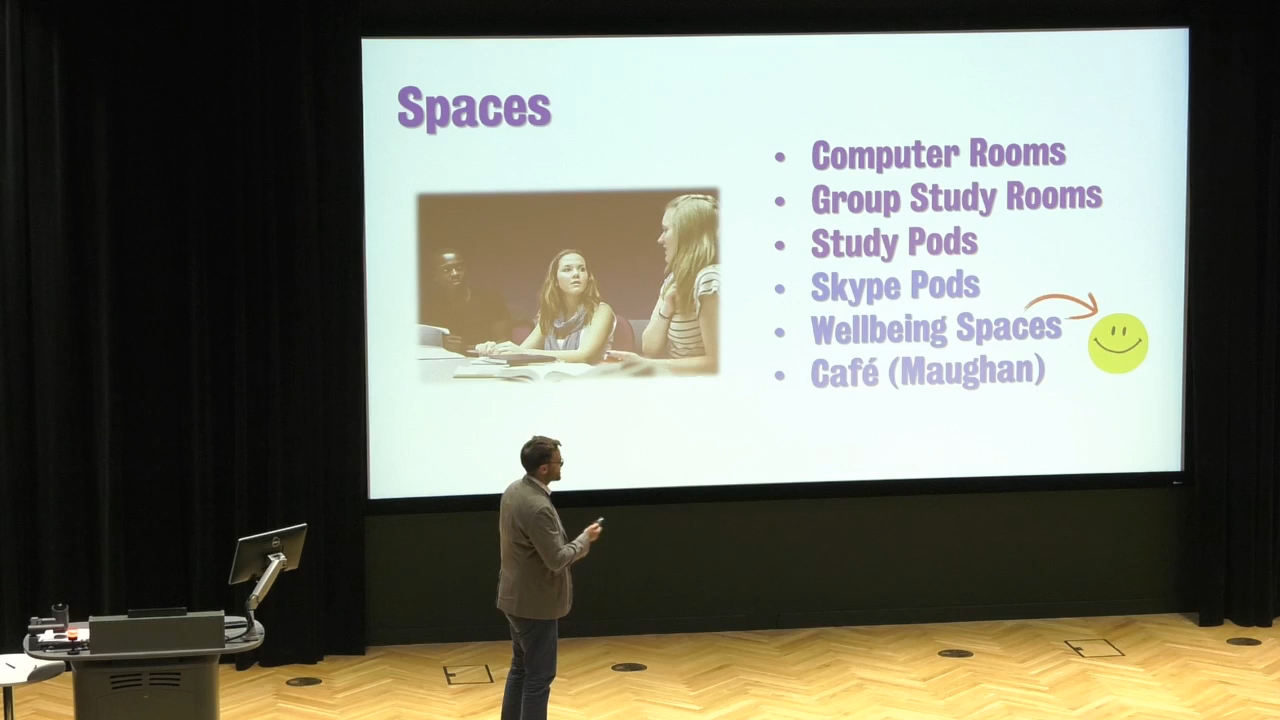 Spaces
• Computer Rooms
• Group Study Rooms
• Study Pods
• Skype Pods
• Wellbeing Spaces
• Café (Maughan)